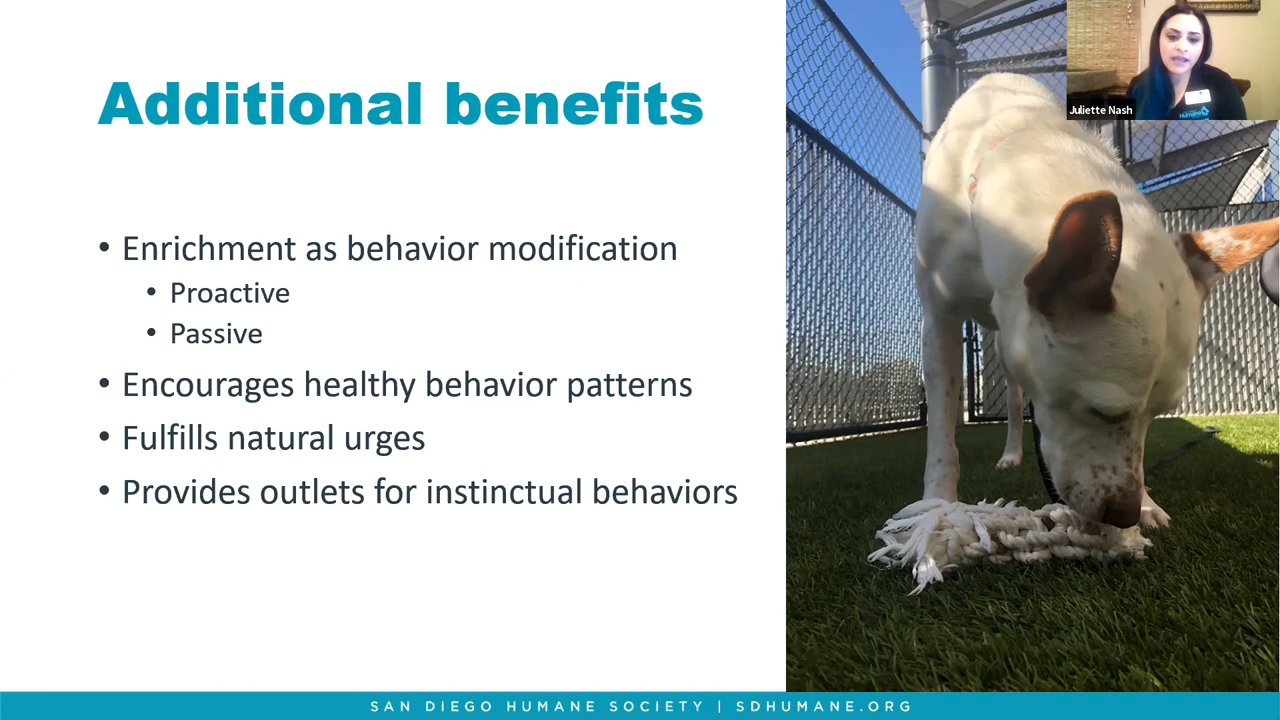 Additional benefits
• Enrichment as behavior modification
• Proactive
• Passive
• Encourages healthy behavior patterns
• Fulfills natural urges
• Provides outlets for instinctual behaviors
Juliette Nash
Humane
SAN DIEGO HUMANE SOCIETY | SDHUMANE.ORG